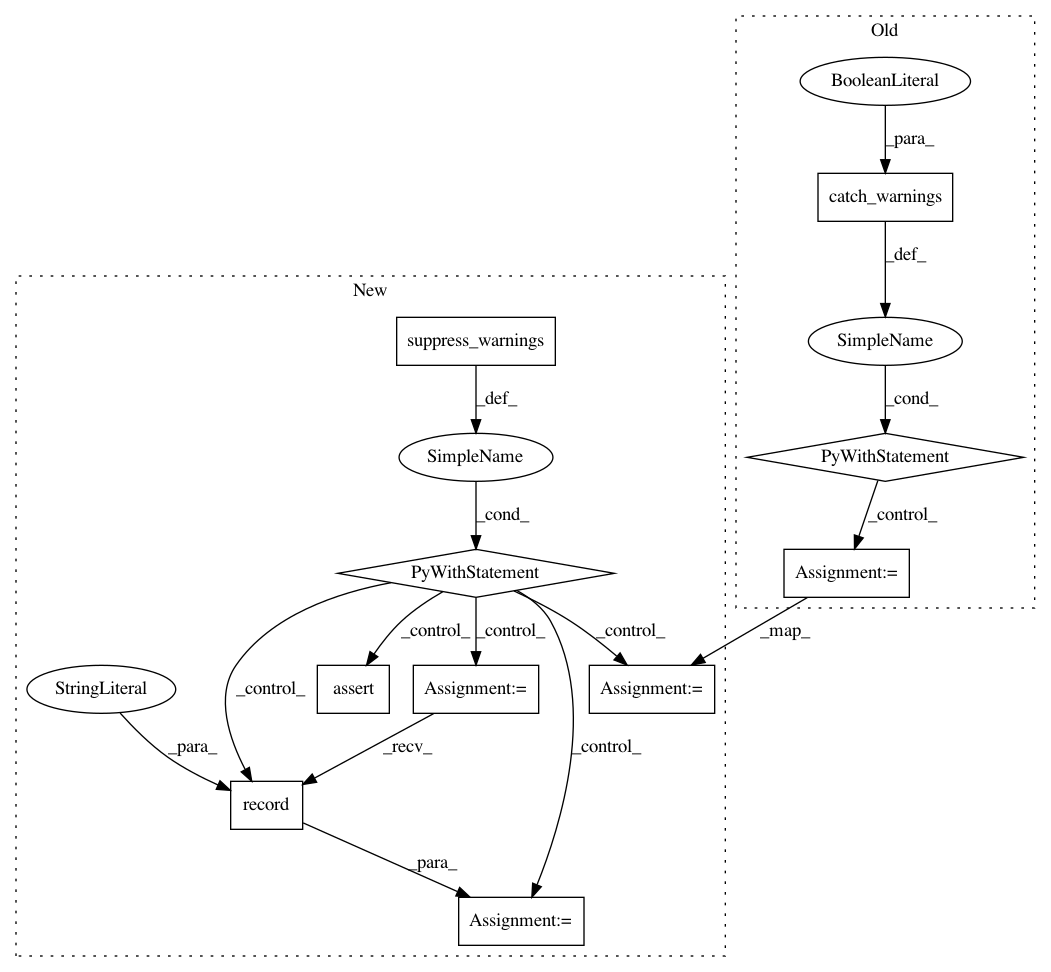 Old
BooleanLiteral
_para_
catch_warnings
_def_
New
suppress_warnings
SimpleName
_def_
_cond_
SimpleName
PyWithStatement
_cond_
_control_
PyWithStatement
Assignment:=
_control_
_control_
_control_
_map_
StringLiteral
_control_
assert
Assignment:=
Assignment:=
_para_
_recv_
_control_
record
_para_
Assignment:=